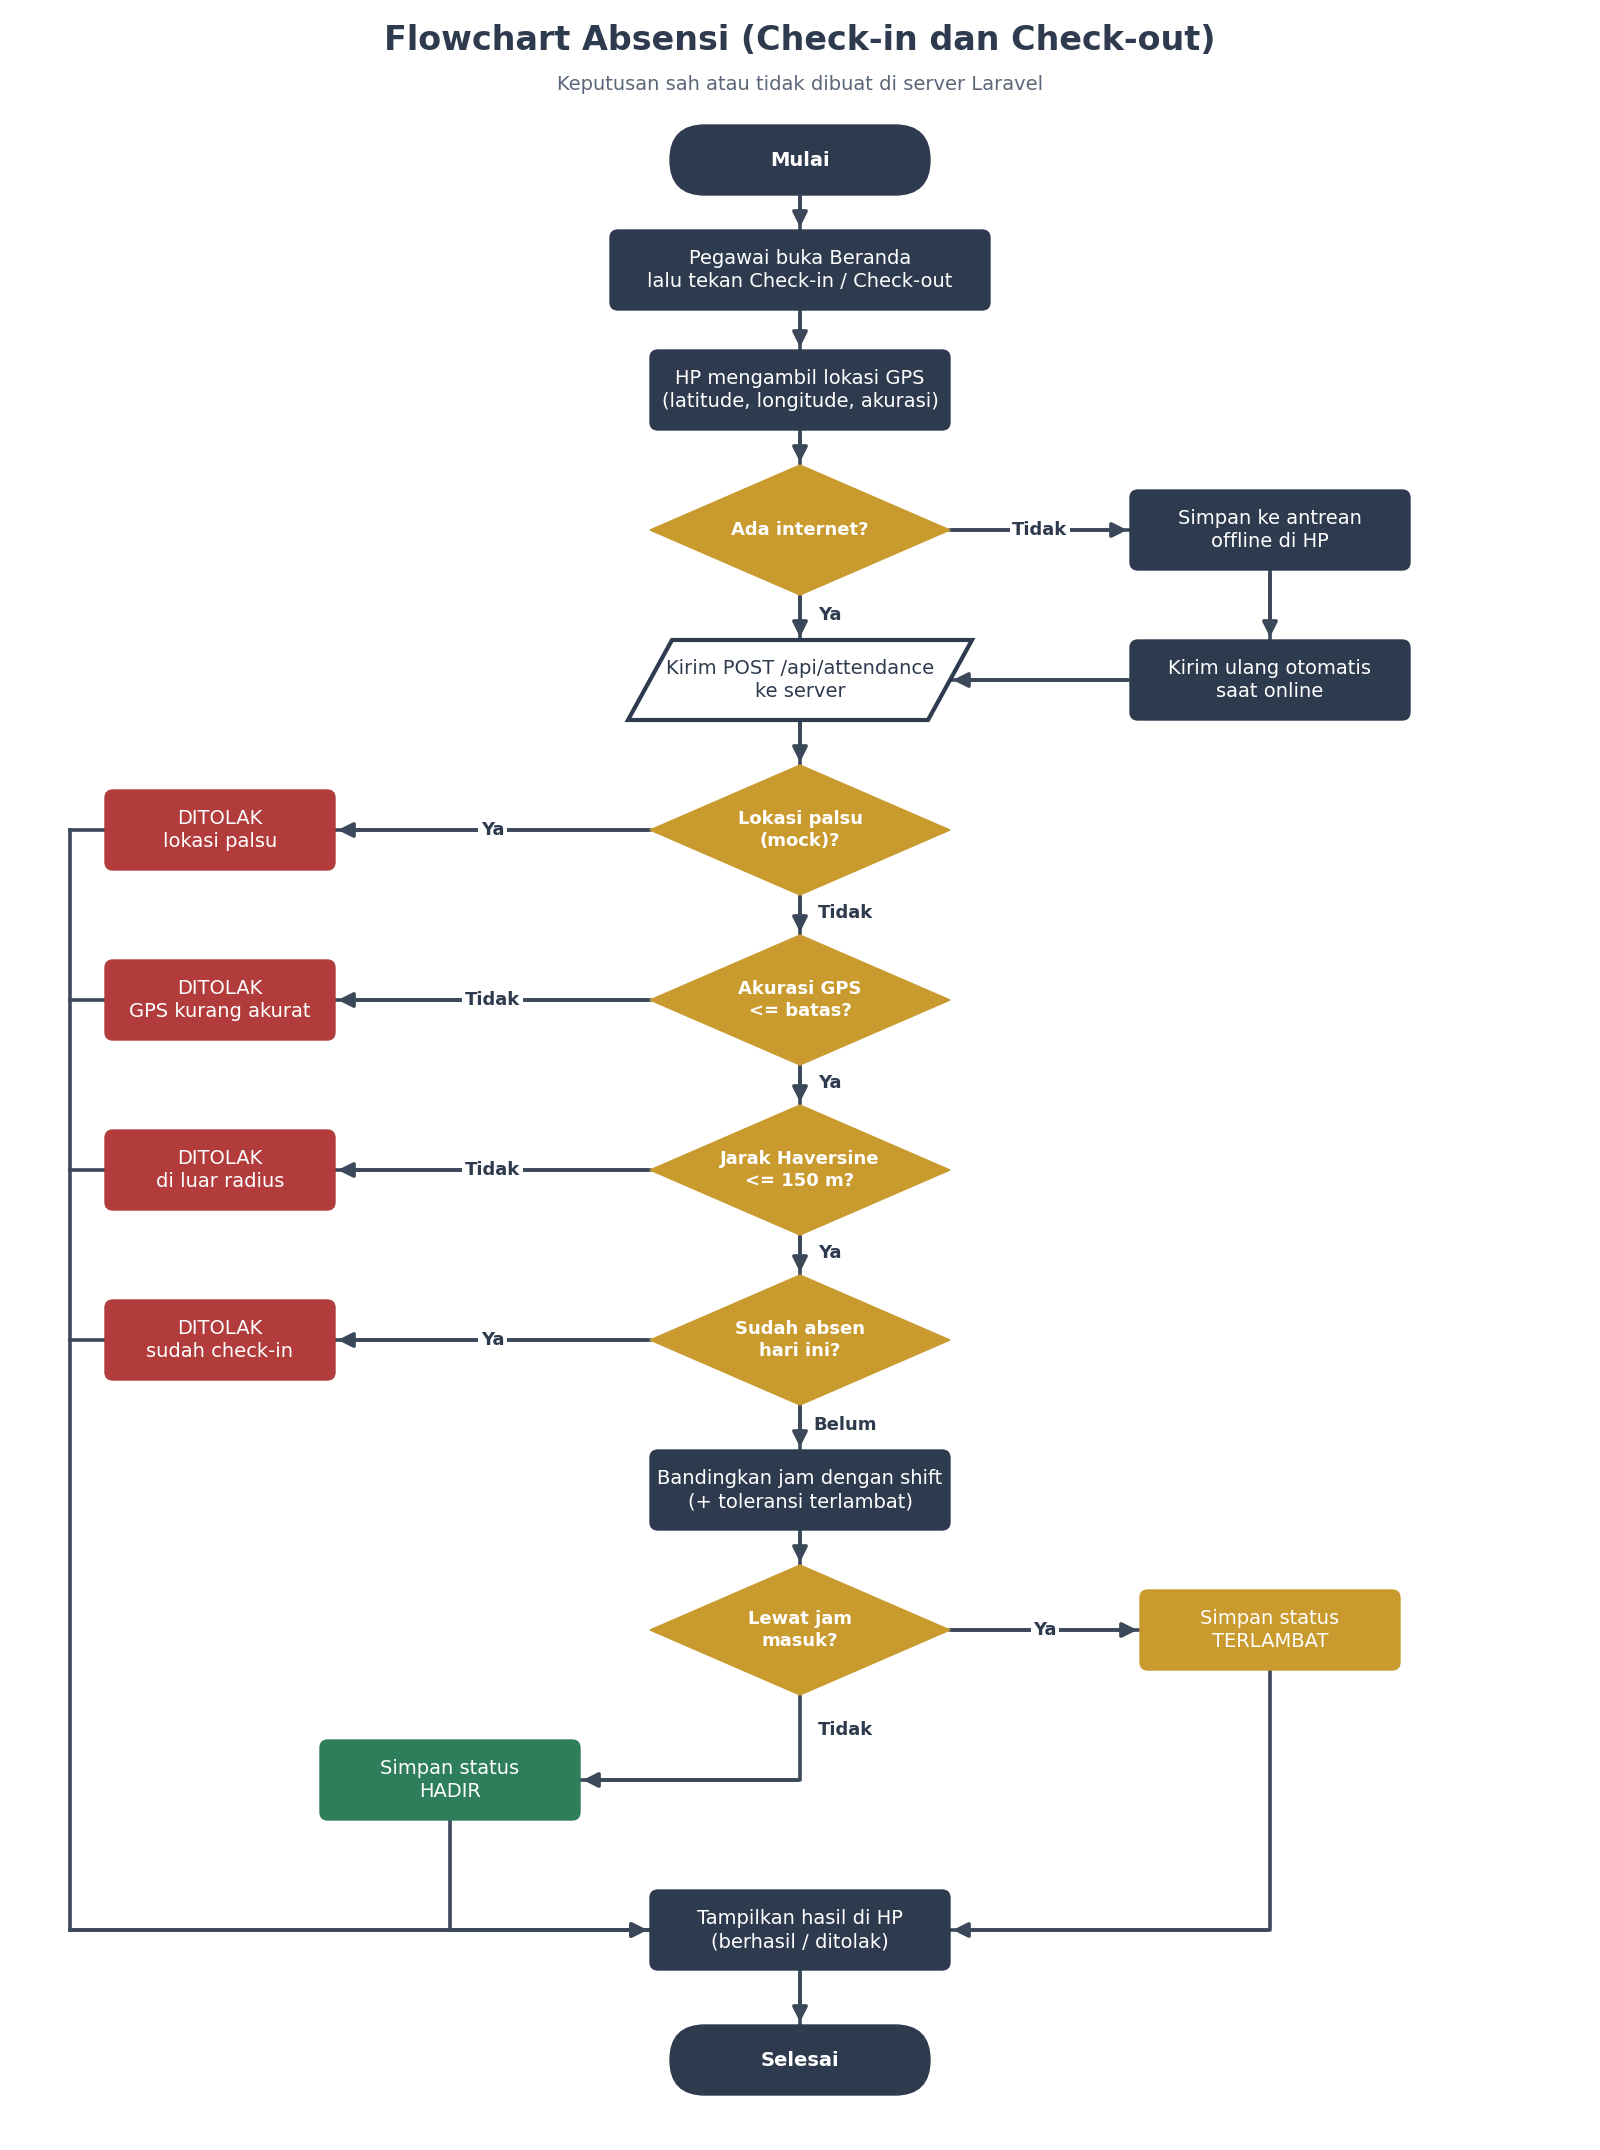 Flowchart Absensi (Check-in dan Check-out)
Keputusan sah atau tidak dibuat di server Laravel
Mulai
Pegawai buka Beranda
lalu tekan Check-in / Check-out
HP mengambil lokasi GPS
(latitude, longitude, akurasi)
Ada internet?
Tidak
Simpan ke antrean
offline di HP
Ya
Kirim POST /api/attendance
ke server
Kirim ulang otomatis
saat online
DITOLAK
lokasi palsu
Ya
Lokasi palsu
(mock)?
Tidak
DITOLAK
GPS kurang akurat
Tidak
Akurasi GPS
<= batas?
Ya
DITOLAK
di luar radius
Tidak
Jarak Haversine
<= 150 m?
Ya
DITOLAK
sudah check-in
Ya
Sudah absen
hari ini?
Belum
Bandingkan jam dengan shift
(+ toleransi terlambat)
Lewat jam
masuk?
Ya
Simpan status
TERLAMBAT
Tidak
Simpan status
HADIR
Tampilkan hasil di HP
(berhasil / ditolak)
Selesai